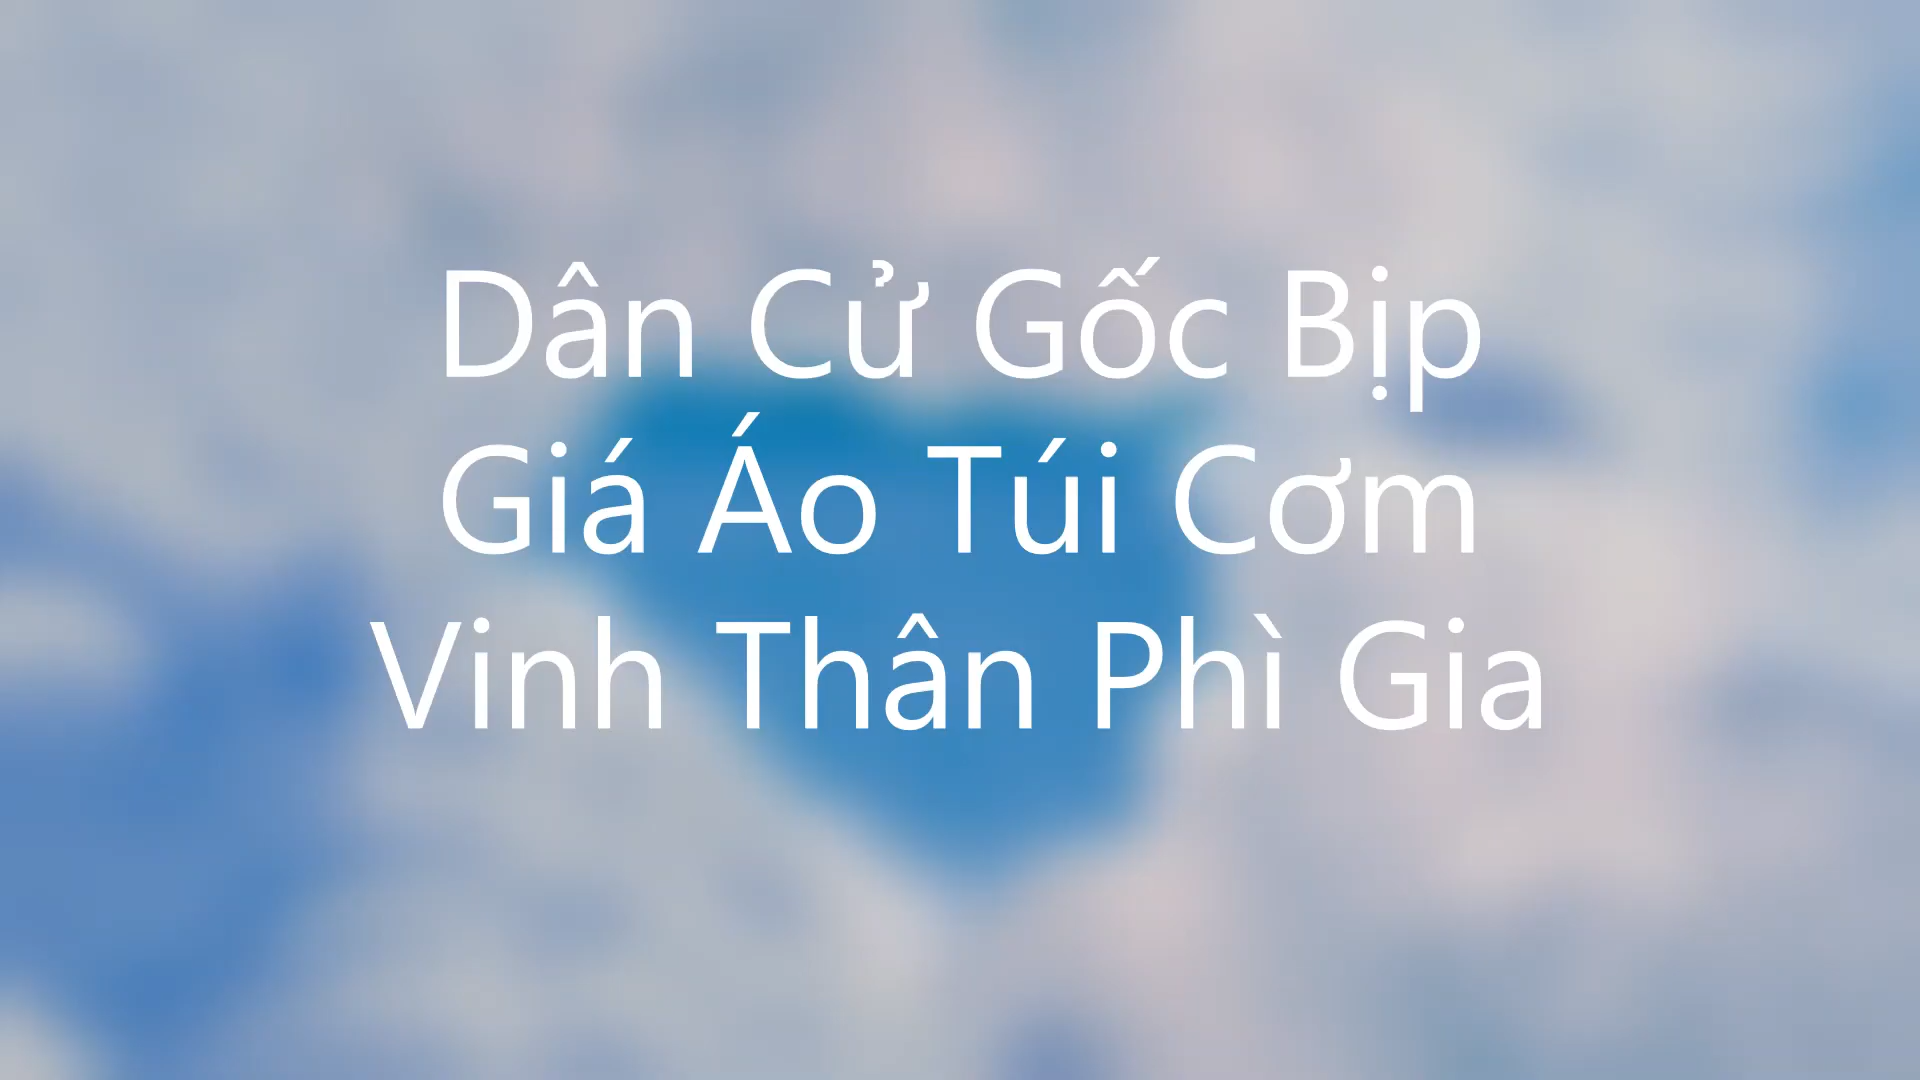 Dân Cử Gốc Bịp
Giá Áo Túi Cơm
Vinh Thân Phì Gia